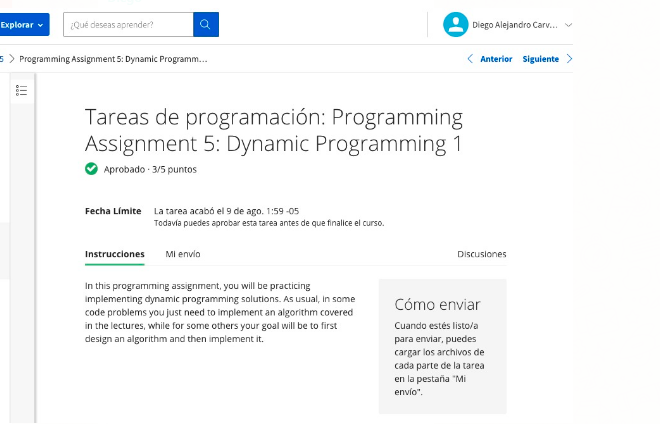 Explorar
¿Qué deseas aprender?
Diego Alejandro Carv...
5 > Programming Assignment 5: Dynamic Programm...
Anterior Siguiente
Tareas de programación: Programming
Assignment 5: Dynamic Programming 1
Aprobado · 3/5 puntos
Fecha Límite La tarea acabó el 9 de ago. 1:59 -05
Todavía puedes aprobar esta tarea antes de que finalice el curso.
Instrucciones Mi envío Discusiones
In this programming assignment, you will be practicing
implementing dynamic programming solutions. As usual, in some
code problems you just need to implement an algorithm covered
in the lectures, while for some others your goal will be to first
design an algorithm and then implement it.
Cómo enviar
Cuando estés listo/a
para enviar, puedes
cargar los archivos de
cada parte de la tarea
en la pestaña "Mi
envío".